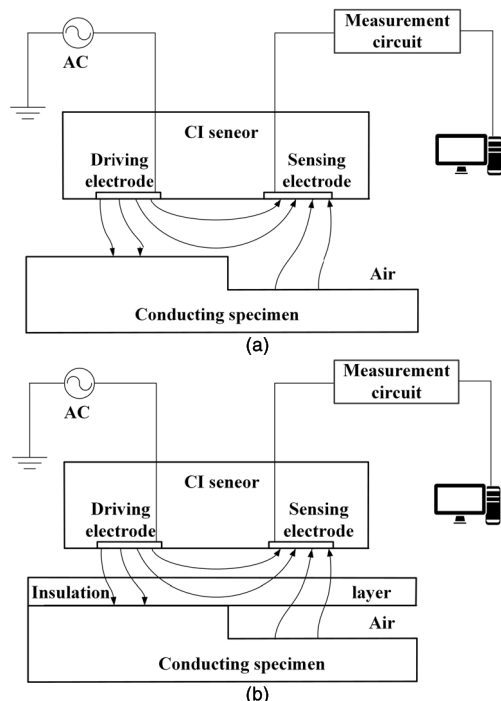 Measurement
circuit
AC
CI seneor
Driving
electrode
Sensing
electrode
Air
Conducting specimen
(a)
Measurement
circuit
AC
CI seneor
Driving
electrode
Sensing
electrode
Insulation layer
Air
Conducting specimen
(b)